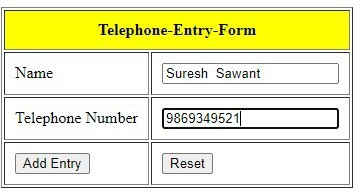 Telephone-Entry-Form
Name Suresh Sawant
Telephone Number 9869349521
Add Entry Reset